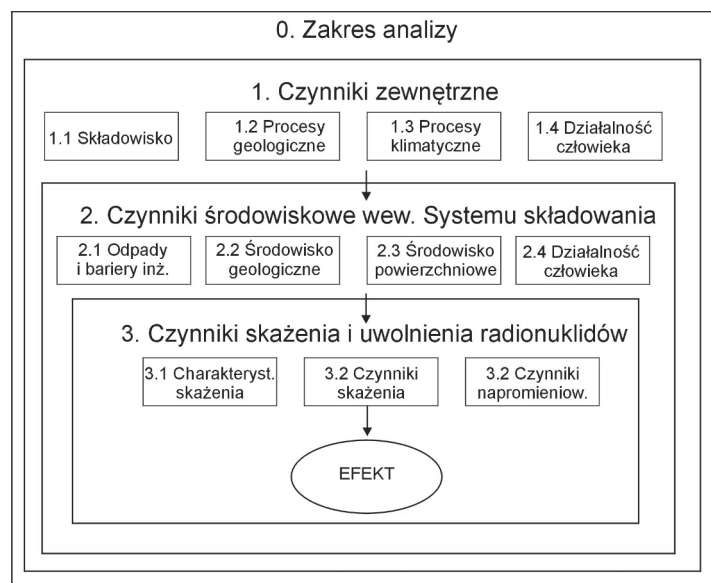 0. Zakres analizy
1. Czynniki zewnętrzne
1.1 Składowisko
1.2 Procesy
geologiczne
1.3 Procesy
klimatyczne
1.4 Działalność
człowieka
2. Czynniki środowiskowe wew. Systemu składowania
2.1 Odpady
i bariery inż.
2.2 Środowisko
geologiczne
2.3 Środowisko
powierzchniowe
2.4 Działalność
człowieka
3. Czynniki skażenia i uwolnienia radionuklidów
3.1 Charakteryst.
skażenia
3.2 Czynniki
skażenia
3.2 Czynniki
napromieniow.
EFEKT